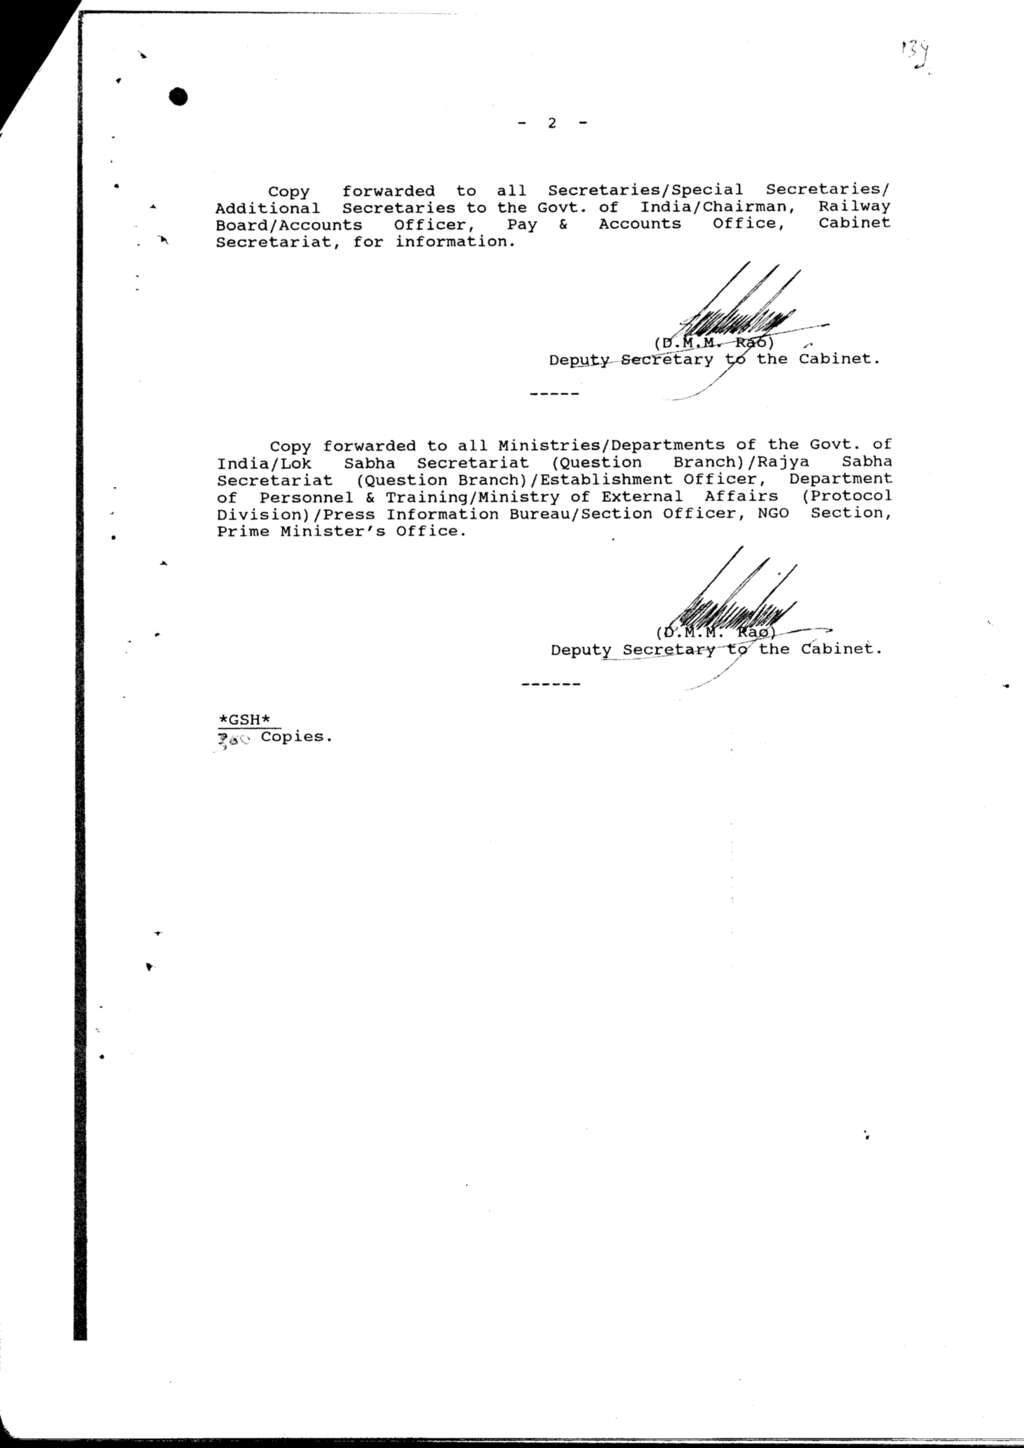 - 2 -
Copy forwarded to all Secretaries/Special Secretaries/
Additional Secretaries to the Govt. of India/Chairman, Railway
Board/Accounts Officer, Pay & Accounts Office, Cabinet
Secretariat, for information.
(D.M.M. Rao)
Deputy Secretary to the Cabinet.
-----
Copy forwarded to all Ministries/Departments of the Govt. of
India/Lok Sabha Secretariat (Question Branch)/Rajya Sabha
Secretariat (Question Branch)/Establishment Officer, Department
of Personnel & Training/Ministry of External Affairs (Protocol
Division)/Press Information Bureau/Section Officer, NGO Section,
Prime Minister's Office.
(D.M.M. Rao)
Deputy Secretary to the Cabinet.
------
*GSH*
300 Copies.